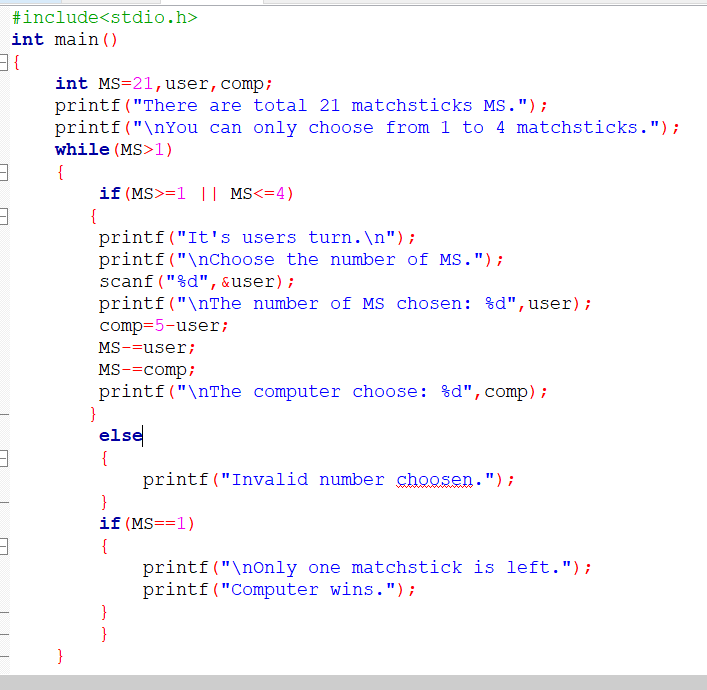 #include<stdio.h>
int main()
{
    int MS=21,user,comp;
    printf("There are total 21 matchsticks MS.");
    printf("\nYou can only choose from 1 to 4 matchsticks.");
    while(MS>1)
    {
        if(MS>=1 || MS<=4)
       {
        printf("It's users turn.\n");
        printf("\nChoose the number of MS.");
        scanf("%d",&user);
        printf("\nThe number of MS chosen: %d",user);
        comp=5-user;
        MS-=user;
        MS-=comp;
        printf("\nThe computer choose: %d",comp);
       }
        else
        {
            printf("Invalid number choosen.");
        }
        if(MS==1)
        {
            printf("\nOnly one matchstick is left.");
            printf("Computer wins.");
        }
        }
    }